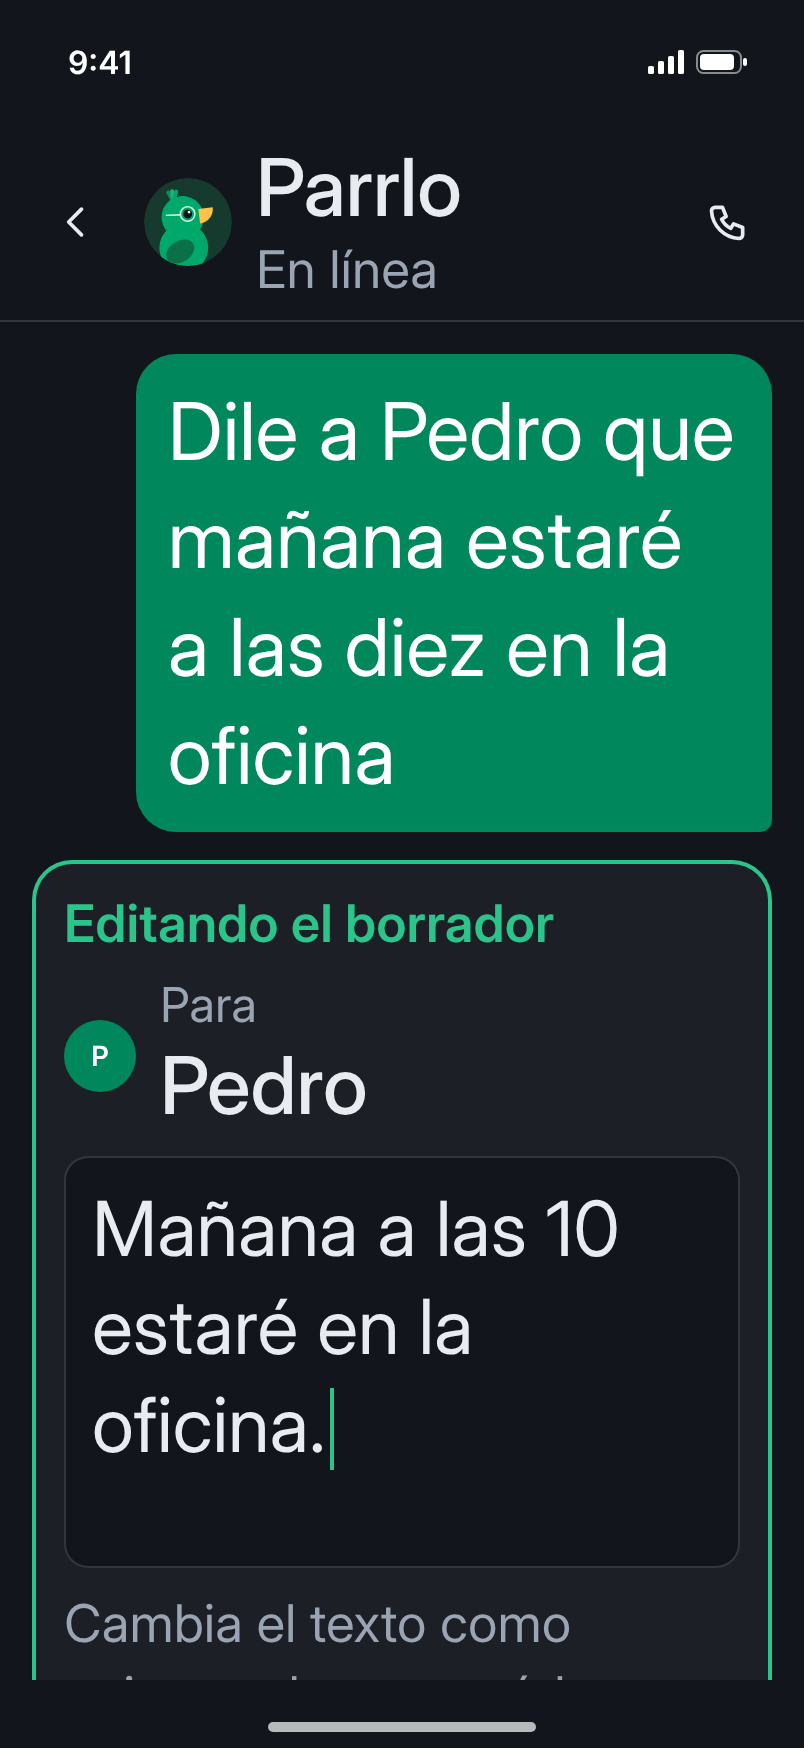 9:41
Parrlo
En línea
Dile a Pedro que
mañana estaré
a las diez en la
oficina
Editando el borrador
Para
P
Pedro
Mañana a las 10
estaré en la
oficina.
Cambia el texto como